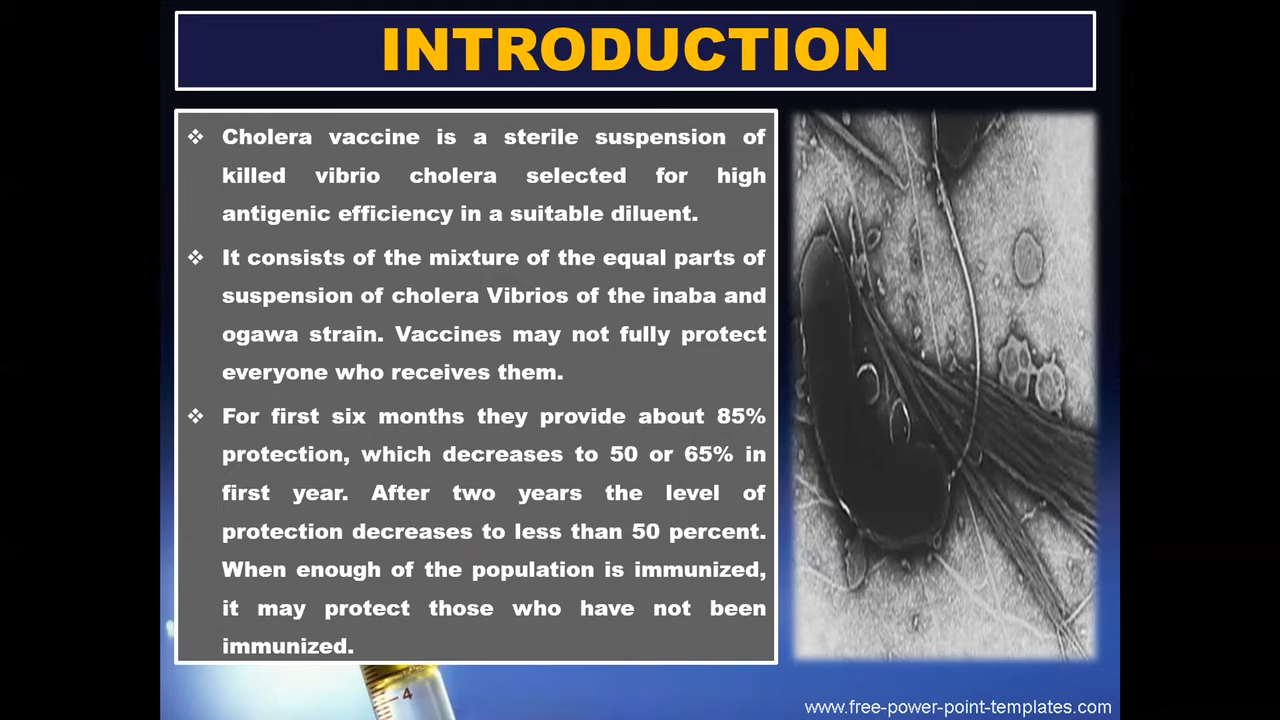 INTRODUCTION
❖ Cholera vaccine is a sterile suspension of
killed vibrio cholera selected for high
antigenic efficiency in a suitable diluent.
❖ It consists of the mixture of the equal parts of
suspension of cholera Vibrios of the inaba and
ogawa strain. Vaccines may not fully protect
everyone who receives them.
❖ For first six months they provide about 85%
protection, which decreases to 50 or 65% in
first year. After two years the level of
protection decreases to less than 50 percent.
When enough of the population is immunized,
it may protect those who have not been
immunized.
4
www.free-power-point-templates.com